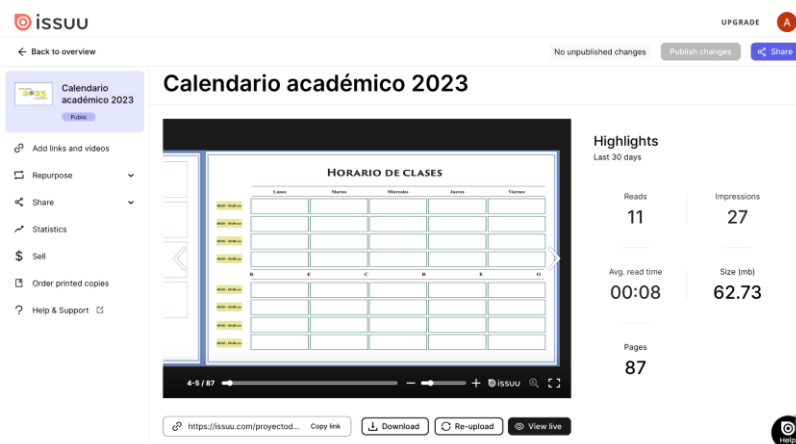 issuu
UPGRADE
A
← Back to overview
No unpublished changes
Publish changes
Share
Calendario académico 2023
Public
Add links and videos
Repurpose
Share
Statistics
$ Sell
Order printed copies
? Help & Support
Calendario académico 2023
HORARIO DE CLASES
Lunes Martes Miercoles Jueves Viernes
R E C R E O
4-5 / 87
issuu
https://issuu.com/proyectod...
Copy link
Download
Re-upload
View live
Highlights
Last 30 days
Reads
11
Impressions
27
Avg. read time
00:08
Size (mb)
62.73
Pages
87
Help